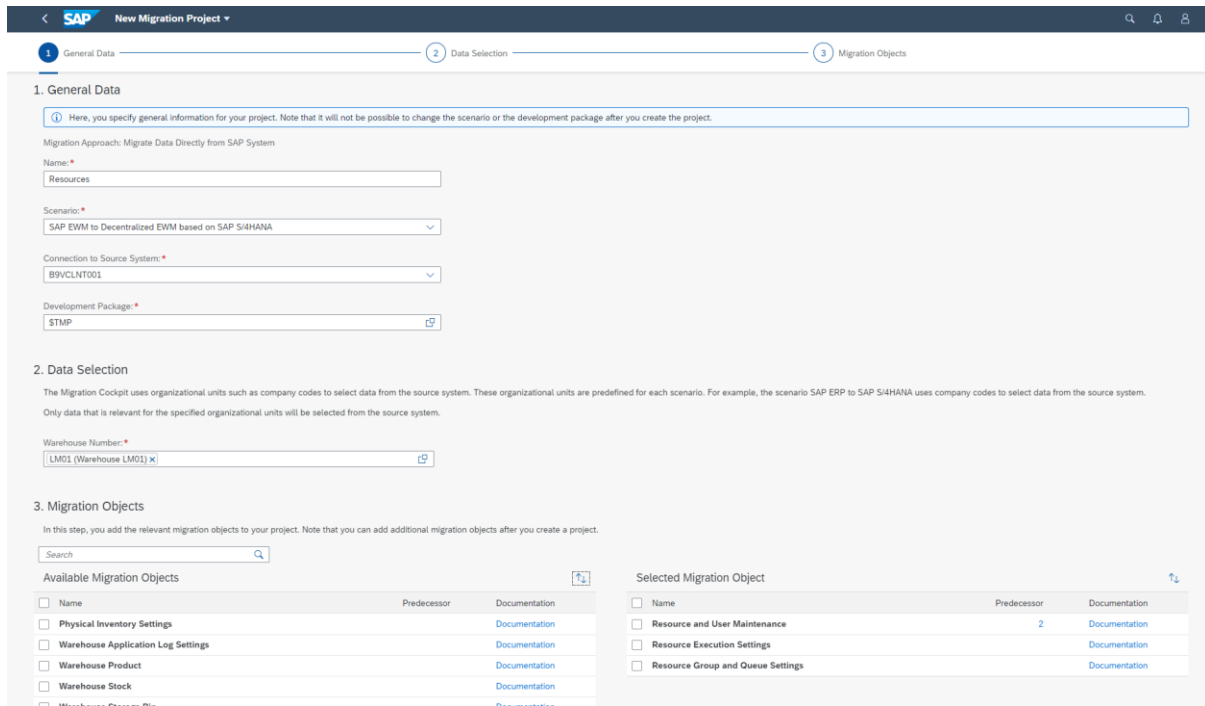 SAP New Migration Project
1 General Data 2 Data Selection 3 Migration Objects
1. General Data
Here, you specify general information for your project. Note that it will not be possible to change the scenario or the development package after you create the project.
Migration Approach: Migrate Data Directly from SAP System
Name:*
Resources
Scenario:*
SAP EWM to Decentralized EWM based on SAP S/4HANA
Connection to Source System:*
B9VCLNT001
Development Package:*
$TMP
2. Data Selection
The Migration Cockpit uses organizational units such as company codes to select data from the source system. These organizational units are predefined for each scenario. For example, the scenario SAP ERP to SAP S/4HANA uses company codes to select data from the source system.
Only data that is relevant for the specified organizational units will be selected from the source system.
Warehouse Number:*
LM01 (Warehouse LM01)
3. Migration Objects
In this step, you add the relevant migration objects to your project. Note that you can add additional migration objects after you create a project.
Search
Available Migration Objects
Name Predecessor Documentation
Physical Inventory Settings Documentation
Warehouse Application Log Settings Documentation
Warehouse Product Documentation
Warehouse Stock Documentation
Warehouse Storage Bin Documentation
Selected Migration Object
Name Predecessor Documentation
Resource and User Maintenance 2 Documentation
Resource Execution Settings Documentation
Resource Group and Queue Settings Documentation